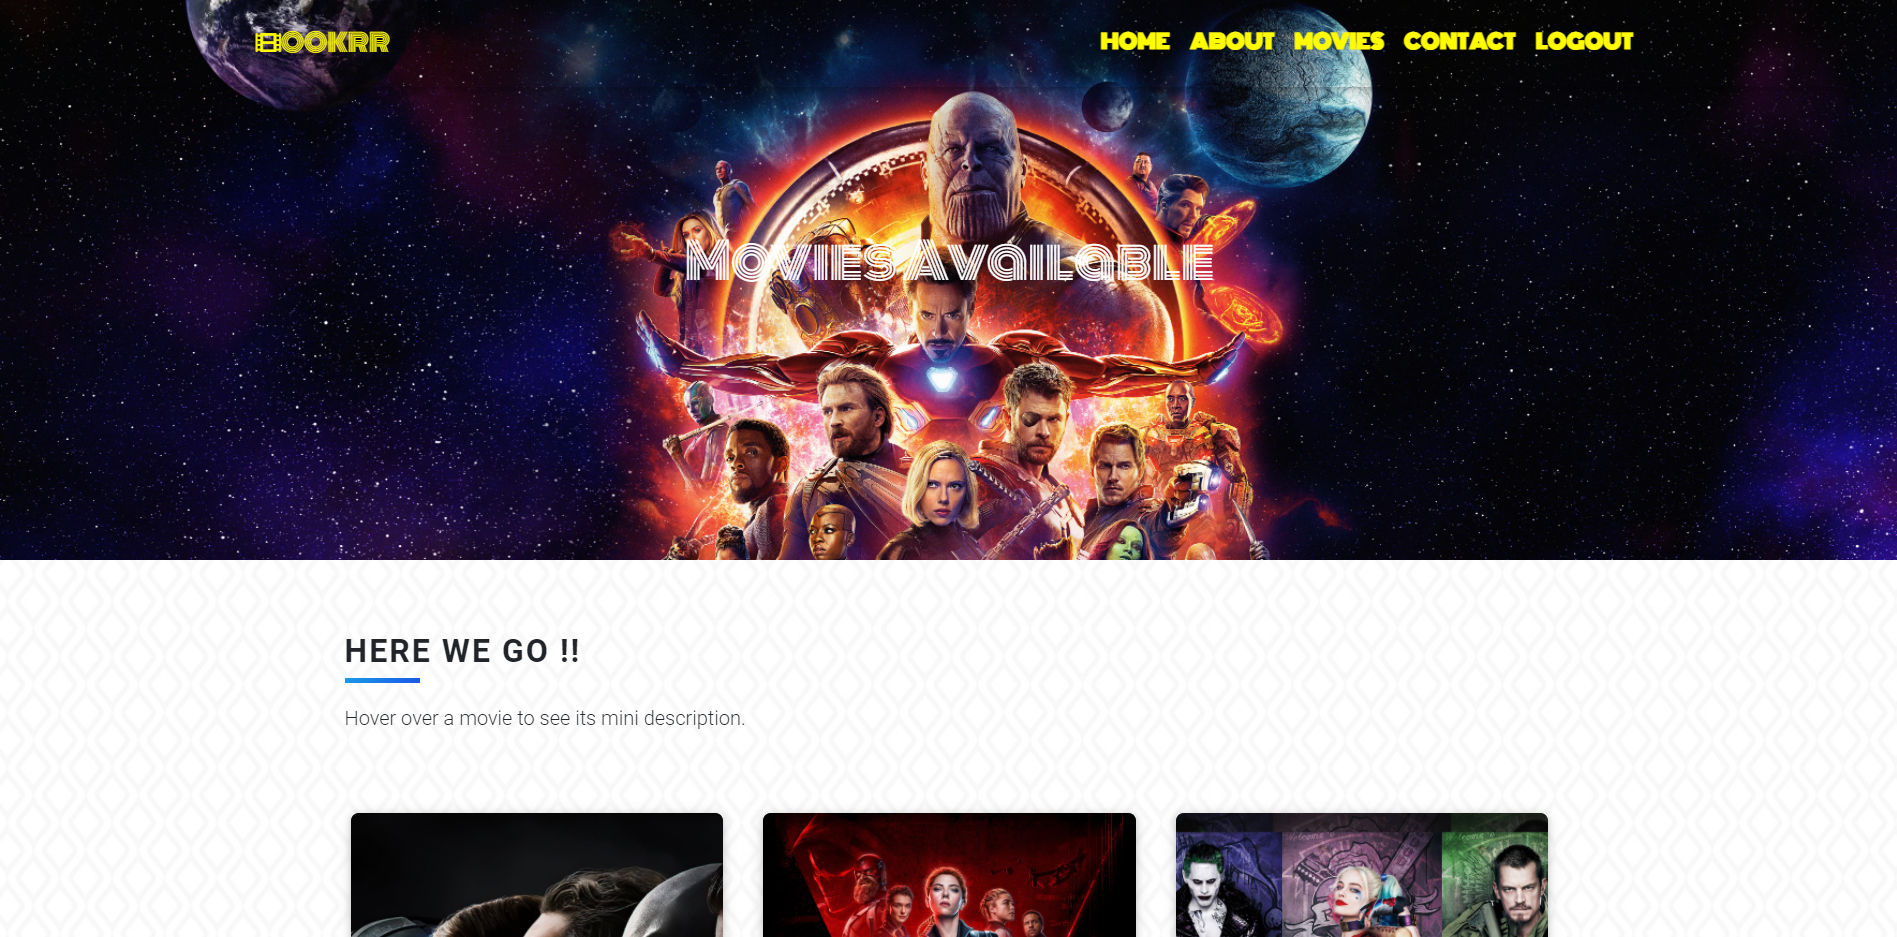 BOOKRR
HOME ABOUT MOVIES CONTACT LOGOUT
Movies Available
HERE WE GO !!
Hover over a movie to see its mini description.